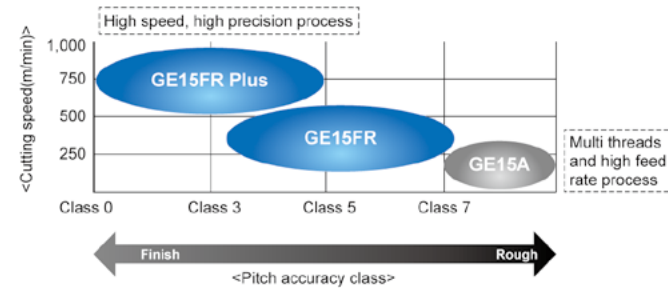 High speed, high precision process
<Cutting speed(m/min)>
1,000
750
500
250
GE15FR Plus
GE15FR
GE15A
Multi threads
and high feed
rate process
Class 0
Class 3
Class 5
Class 7
Finish
Rough
<Pitch accuracy class>